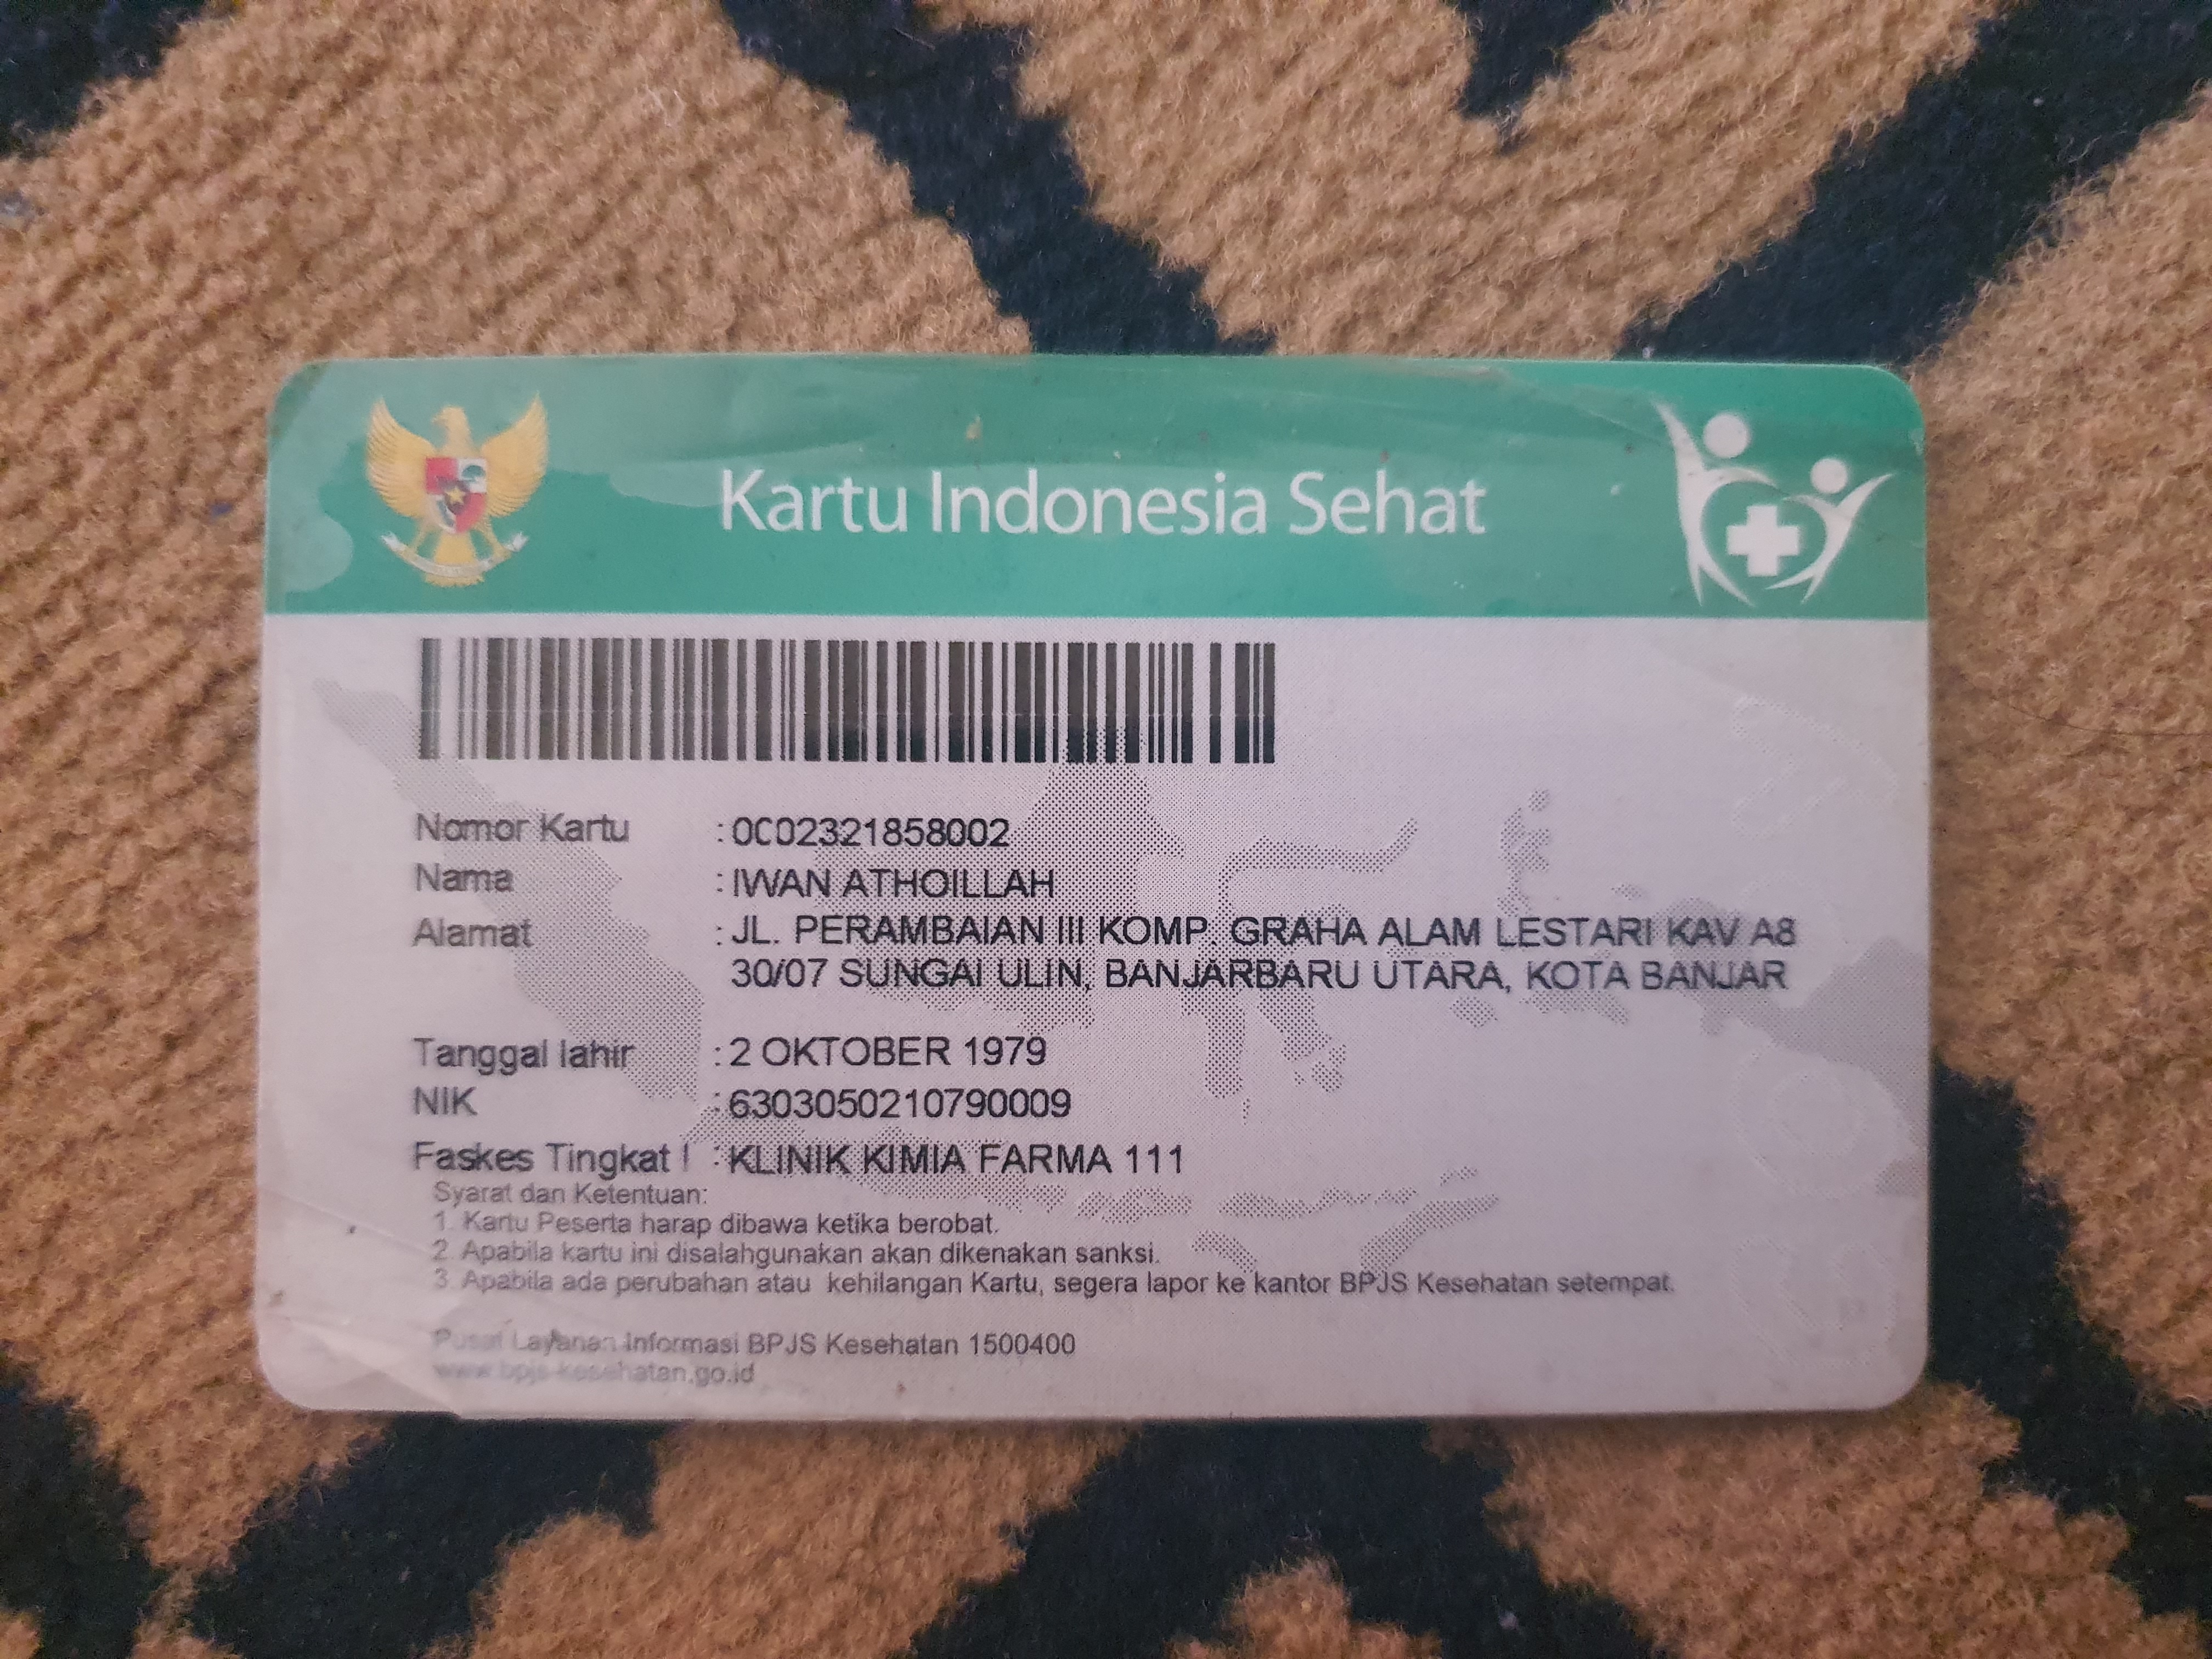 Kartu Indonesia Sehat
Nomor Kartu : 0002321858002
Nama : IWAN ATHOILLAH
Alamat : JL. PERAMBAIAN III KOMP. GRAHA ALAM LESTARI KAV A8
30/07 SUNGAI ULIN, BANJARBARU UTARA, KOTA BANJAR
Tanggal lahir : 2 OKTOBER 1979
NIK : 6303050210790009
Faskes Tingkat I : KLINIK KIMIA FARMA 111
Syarat dan Ketentuan:
1. Kartu Peserta harap dibawa ketika berobat.
2. Apabila kartu ini disalahgunakan akan dikenakan sanksi.
3. Apabila ada perubahan atau kehilangan Kartu, segera lapor ke kantor BPJS Kesehatan setempat.
Pusat Layanan Informasi BPJS Kesehatan 1500400
www.bpjs-kesehatan.go.id